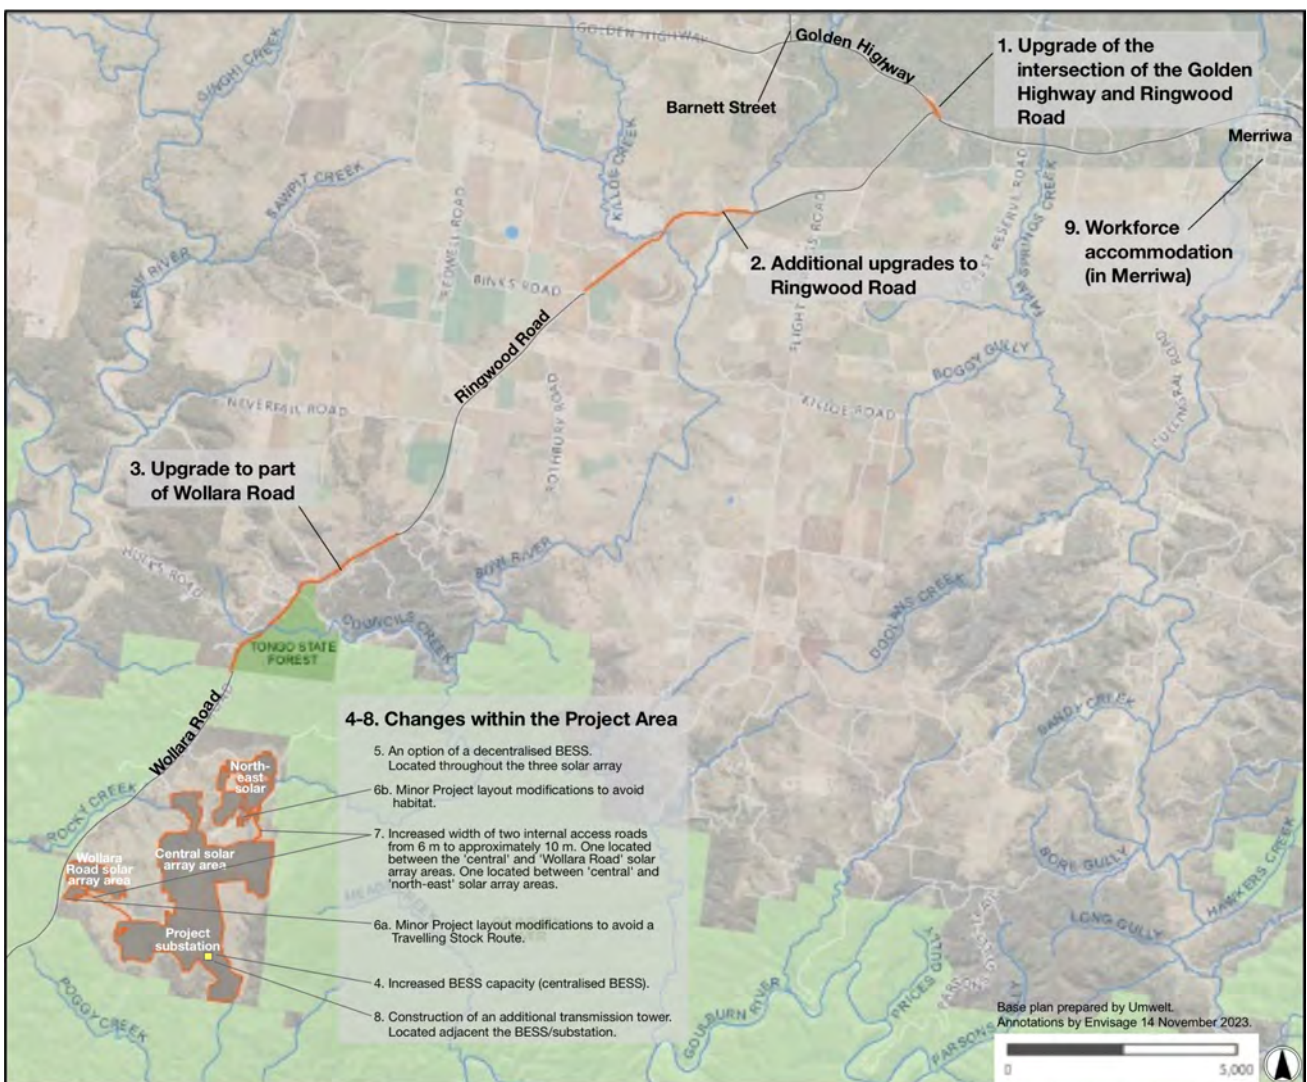 GOLDEN HIGHWAY
Golden Highway
Barnett Street
1. Upgrade of the
intersection of the Golden
Highway and Ringwood
Road
Merriwa
GINGHI CREEK
KILLOE CREEK
SAWPIT CREEK
REDWELL ROAD
FARM SPRINGS CREEK
9. Workforce
accommodation
(in Merriwa)
KRUI RIVER
2. Additional upgrades to
Ringwood Road
BINKS ROAD
Ringwood Road
BOGGY GULLY
NEVERFAIL ROAD
ROTHBURY ROAD
KILLOE ROAD
3. Upgrade to part
of Wollara Road
BOW RIVER
COUNCILS CREEK
DOOLANS CREEK
TONGO STATE
FOREST
BANDY CREEK
Wollara Road
4-8. Changes within the Project Area
5. An option of a decentralised BESS.
Located throughout the three solar array
North-
east solar
6b. Minor Project layout modifications to avoid
habitat.
ROCKY CREEK
7. Increased width of two internal access roads
from 6 m to approximately 10 m. One located
between the 'central' and 'Wollara Road' solar
array areas. One located between 'central' and
'north-east' solar array areas.
Central solar
array area
Wollara
Road solar
array area
BORE GULLY
HAWKERS CREEK
LONG GULLY
6a. Minor Project layout modifications to avoid a
Travelling Stock Route.
Project
substation
PRICES GULLY
4. Increased BESS capacity (centralised BESS).
POGGY CREEK
GOULBURN RIVER
8. Construction of an additional transmission tower.
Located adjacent the BESS/substation.
PARSONS
Base plan prepared by Umwelt.
Annotations by Envisage 14 November 2023.
0 5,000